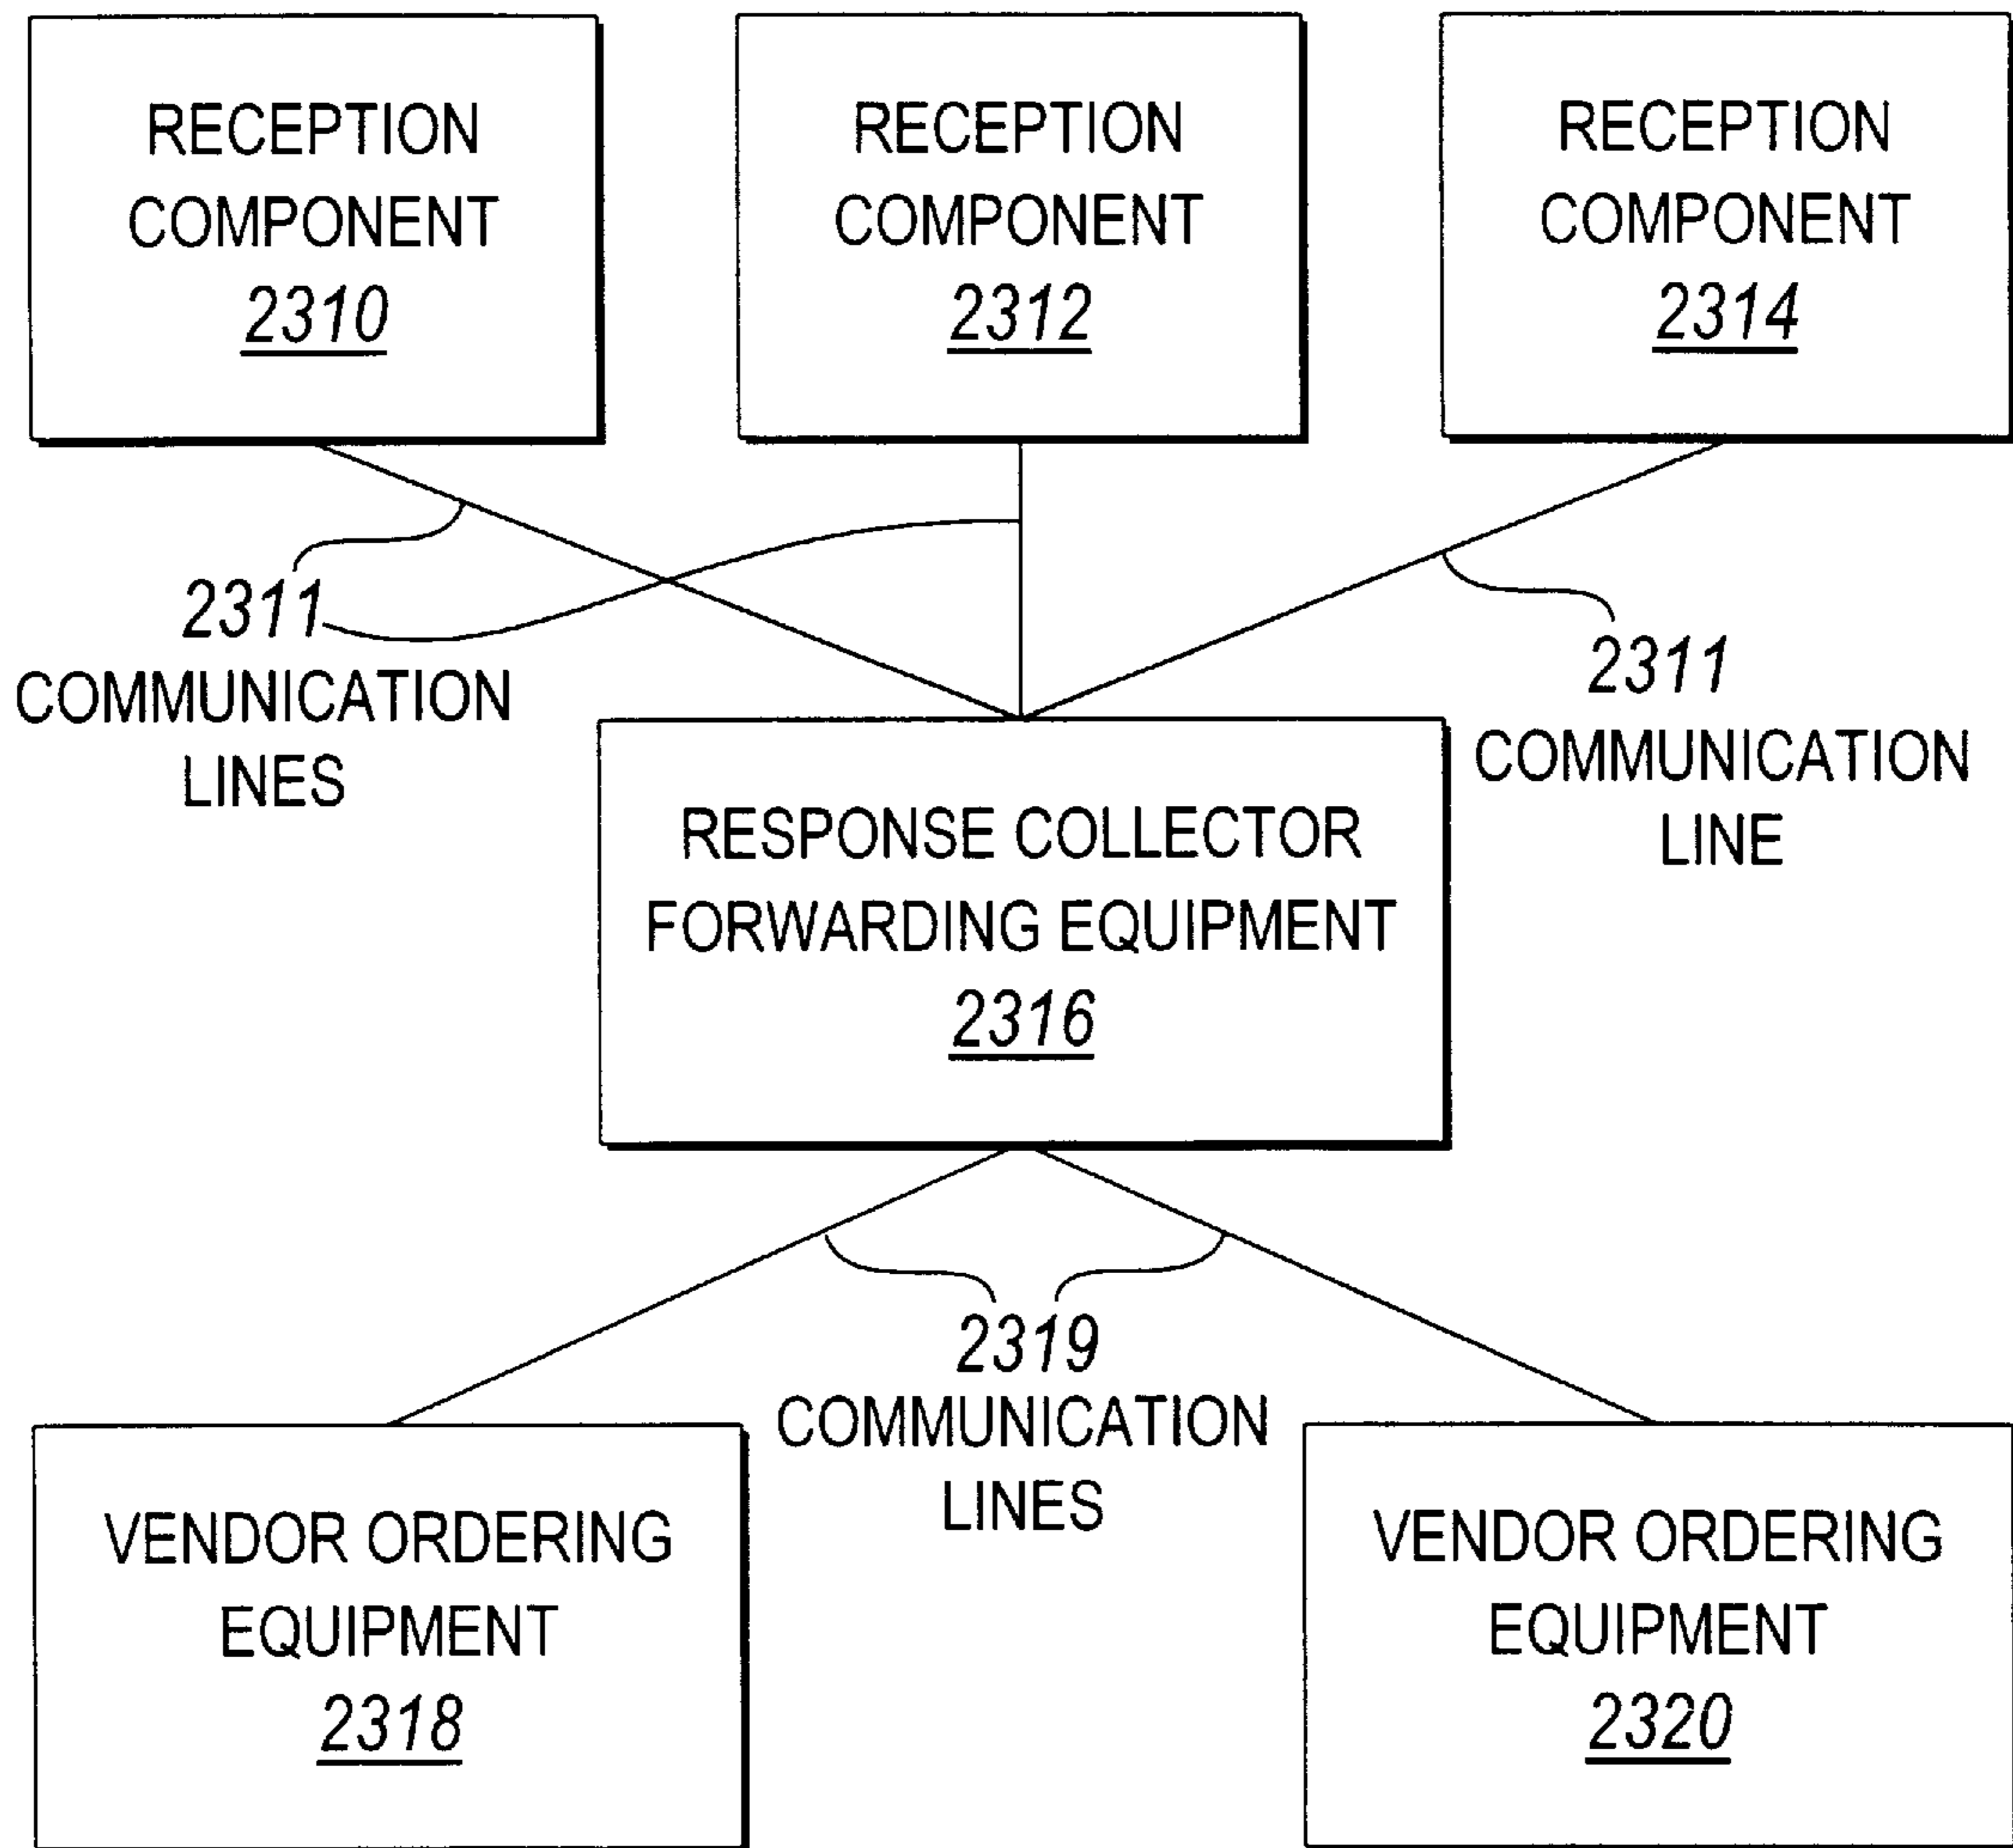 RECEPTION
COMPONENT
2310
RECEPTION
COMPONENT
2312
RECEPTION
COMPONENT
2314
2311
COMMUNICATION
LINES
2311
COMMUNICATION
LINE
RESPONSE COLLECTOR
FORWARDING EQUIPMENT
2316
2319
COMMUNICATION
LINES
VENDOR ORDERING
EQUIPMENT
2318
VENDOR ORDERING
EQUIPMENT
2320